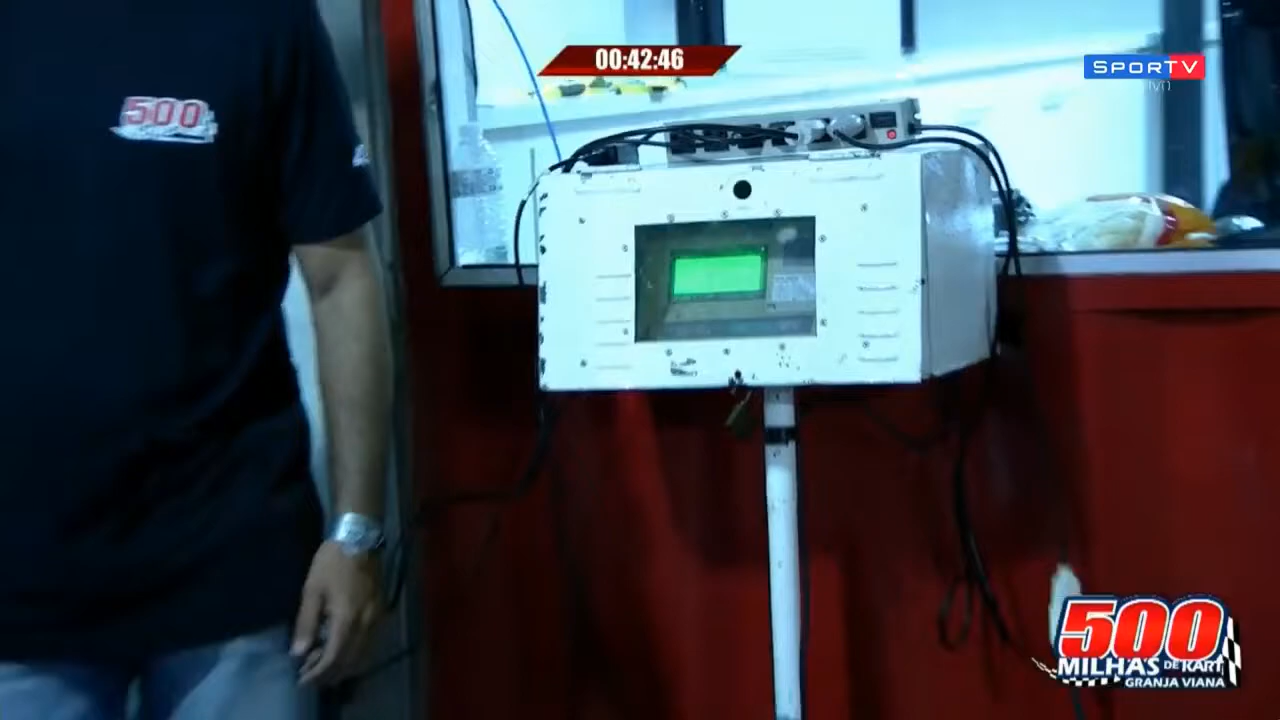 00:42:46
SPORTV
500
500
MILHAS DE KART
GRANJA VIANA